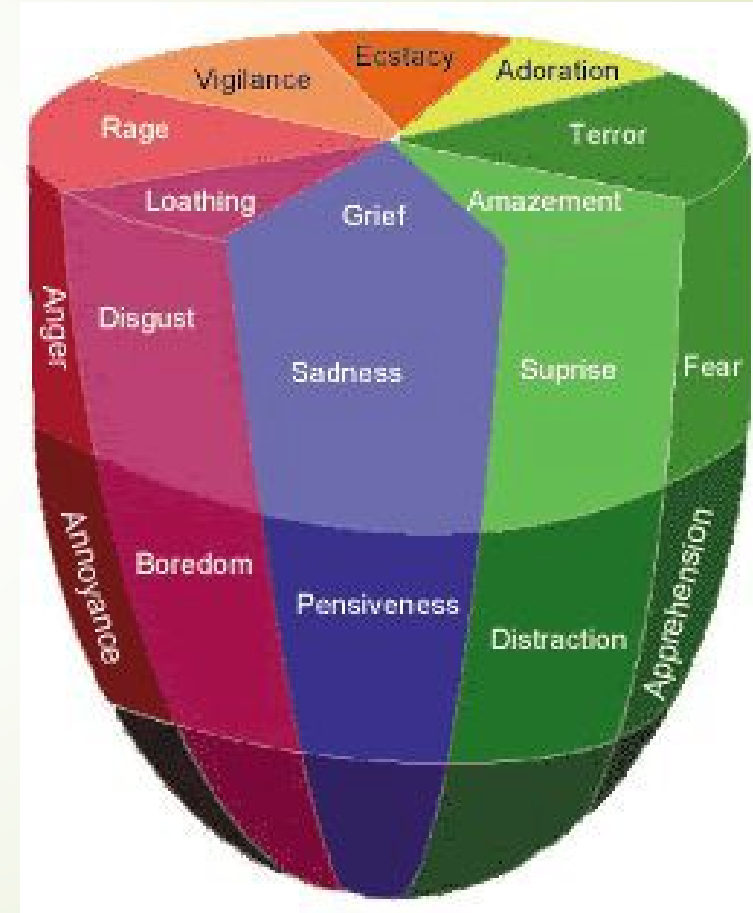 Ecstacy
Vigilance
Adoration
Rage
Terror
Loathing
Grief
Amazement
Anger
Disgust
Sadness
Suprise
Fear
Annoyance
Boredom
Pensiveness
Distraction
Apprehension